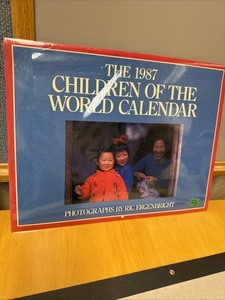 THE 1987
CHILDREN OF THE
WORLD CALENDAR
PHOTOGRAPHS BY RIC ERGENBRIGHT